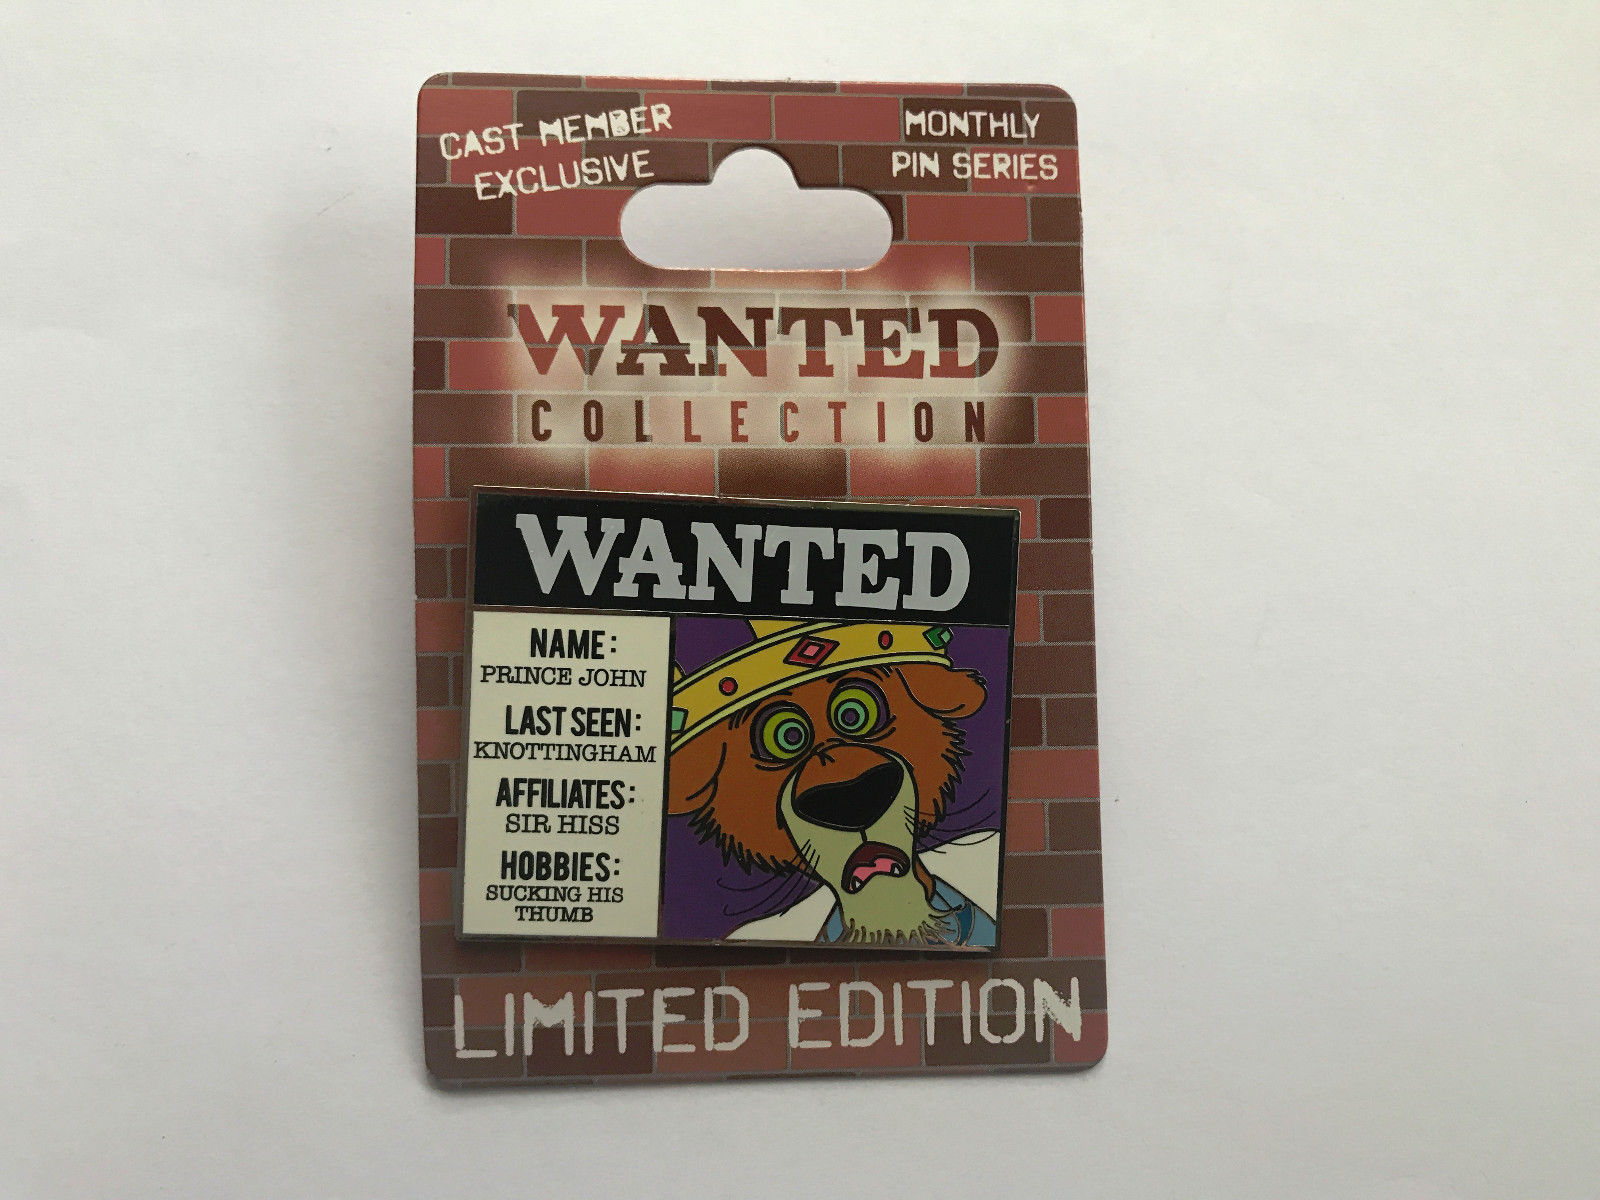 CAST MEMBER
EXCLUSIVE
MONTHLY
PIN SERIES
WANTED
COLLECTION
WANTED
NAME:
PRINCE JOHN
LAST SEEN:
KNOTTINGHAM
AFFILIATES:
SIR HISS
HOBBIES:
SUCKING HIS
THUMB
LIMITED EDITION